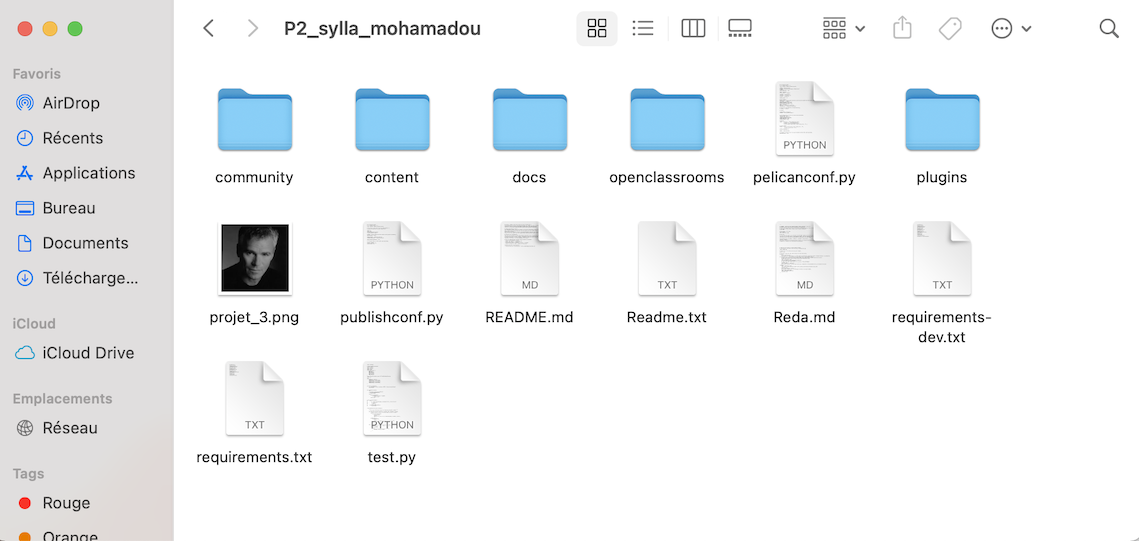 P2_sylla_mohamadou
Favoris
AirDrop
Récents
Applications
Bureau
Documents
Télécharge...
iCloud
iCloud Drive
Emplacements
Réseau
Tags
Rouge
Orange
community
content
docs
openclassrooms
PYTHON
pelicanconf.py
plugins
projet_3.png
PYTHON
publishconf.py
MD
README.md
TXT
Readme.txt
MD
Reda.md
TXT
requirements-
dev.txt
TXT
requirements.txt
PYTHON
test.py